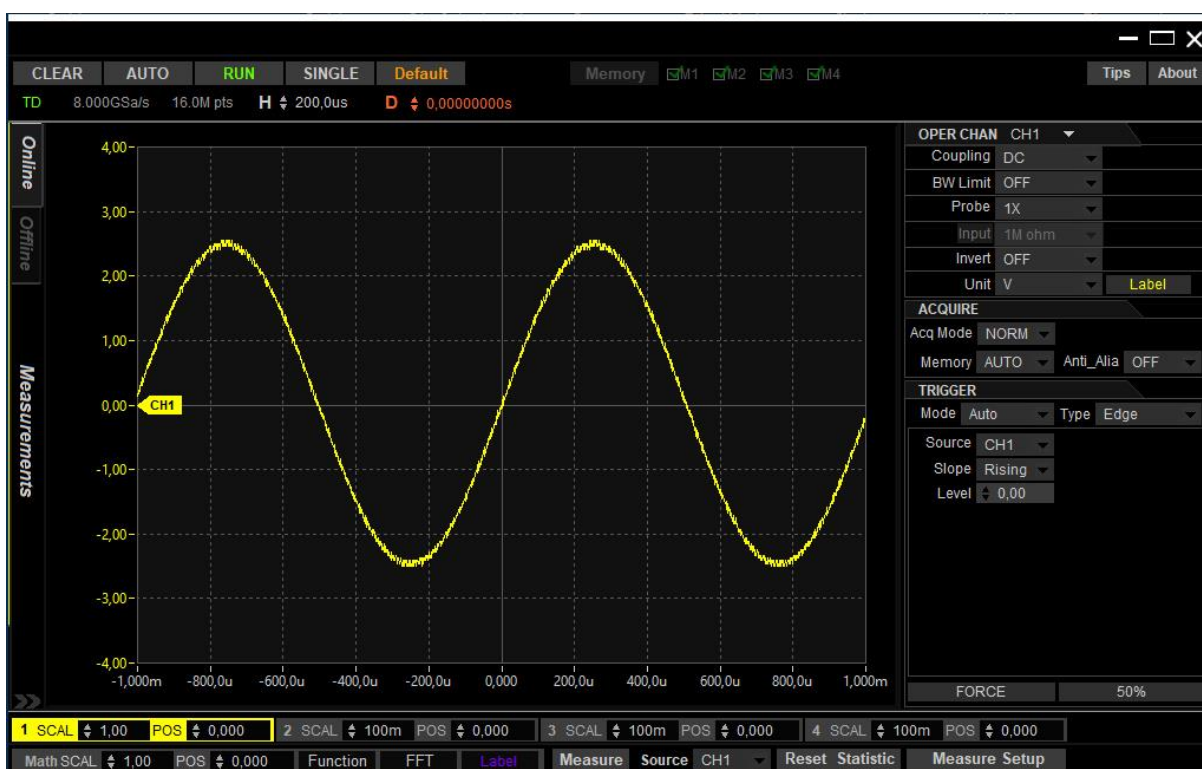 CLEAR AUTO RUN SINGLE Default Memory M1 M2 M3 M4 Tips About
TD 8.000GSa/s 16.0M pts H 200,0us D 0,00000000s
Online
Offline
Measurements
4,00
3,00
2,00
1,00
0,00 CH1
-1,00
-2,00
-3,00
-4,00
-1,000m -800,0u -600,0u -400,0u -200,0u 0,000 200,0u 400,0u 600,0u 800,0u 1,000m
OPER CHAN CH1
Coupling DC
BW Limit OFF
Probe 1X
Input 1M ohm
Invert OFF
Unit V Label
ACQUIRE
Acq Mode NORM
Memory AUTO Anti_Alia OFF
TRIGGER
Mode Auto Type Edge
Source CH1
Slope Rising
Level 0,00
FORCE 50%
1 SCAL 1,00 POS 0,000 2 SCAL 100m POS 0,000 3 SCAL 100m POS 0,000 4 SCAL 100m POS 0,000
Math SCAL 1,00 POS 0,000 Function FFT Label Measure Source CH1 Reset Statistic Measure Setup